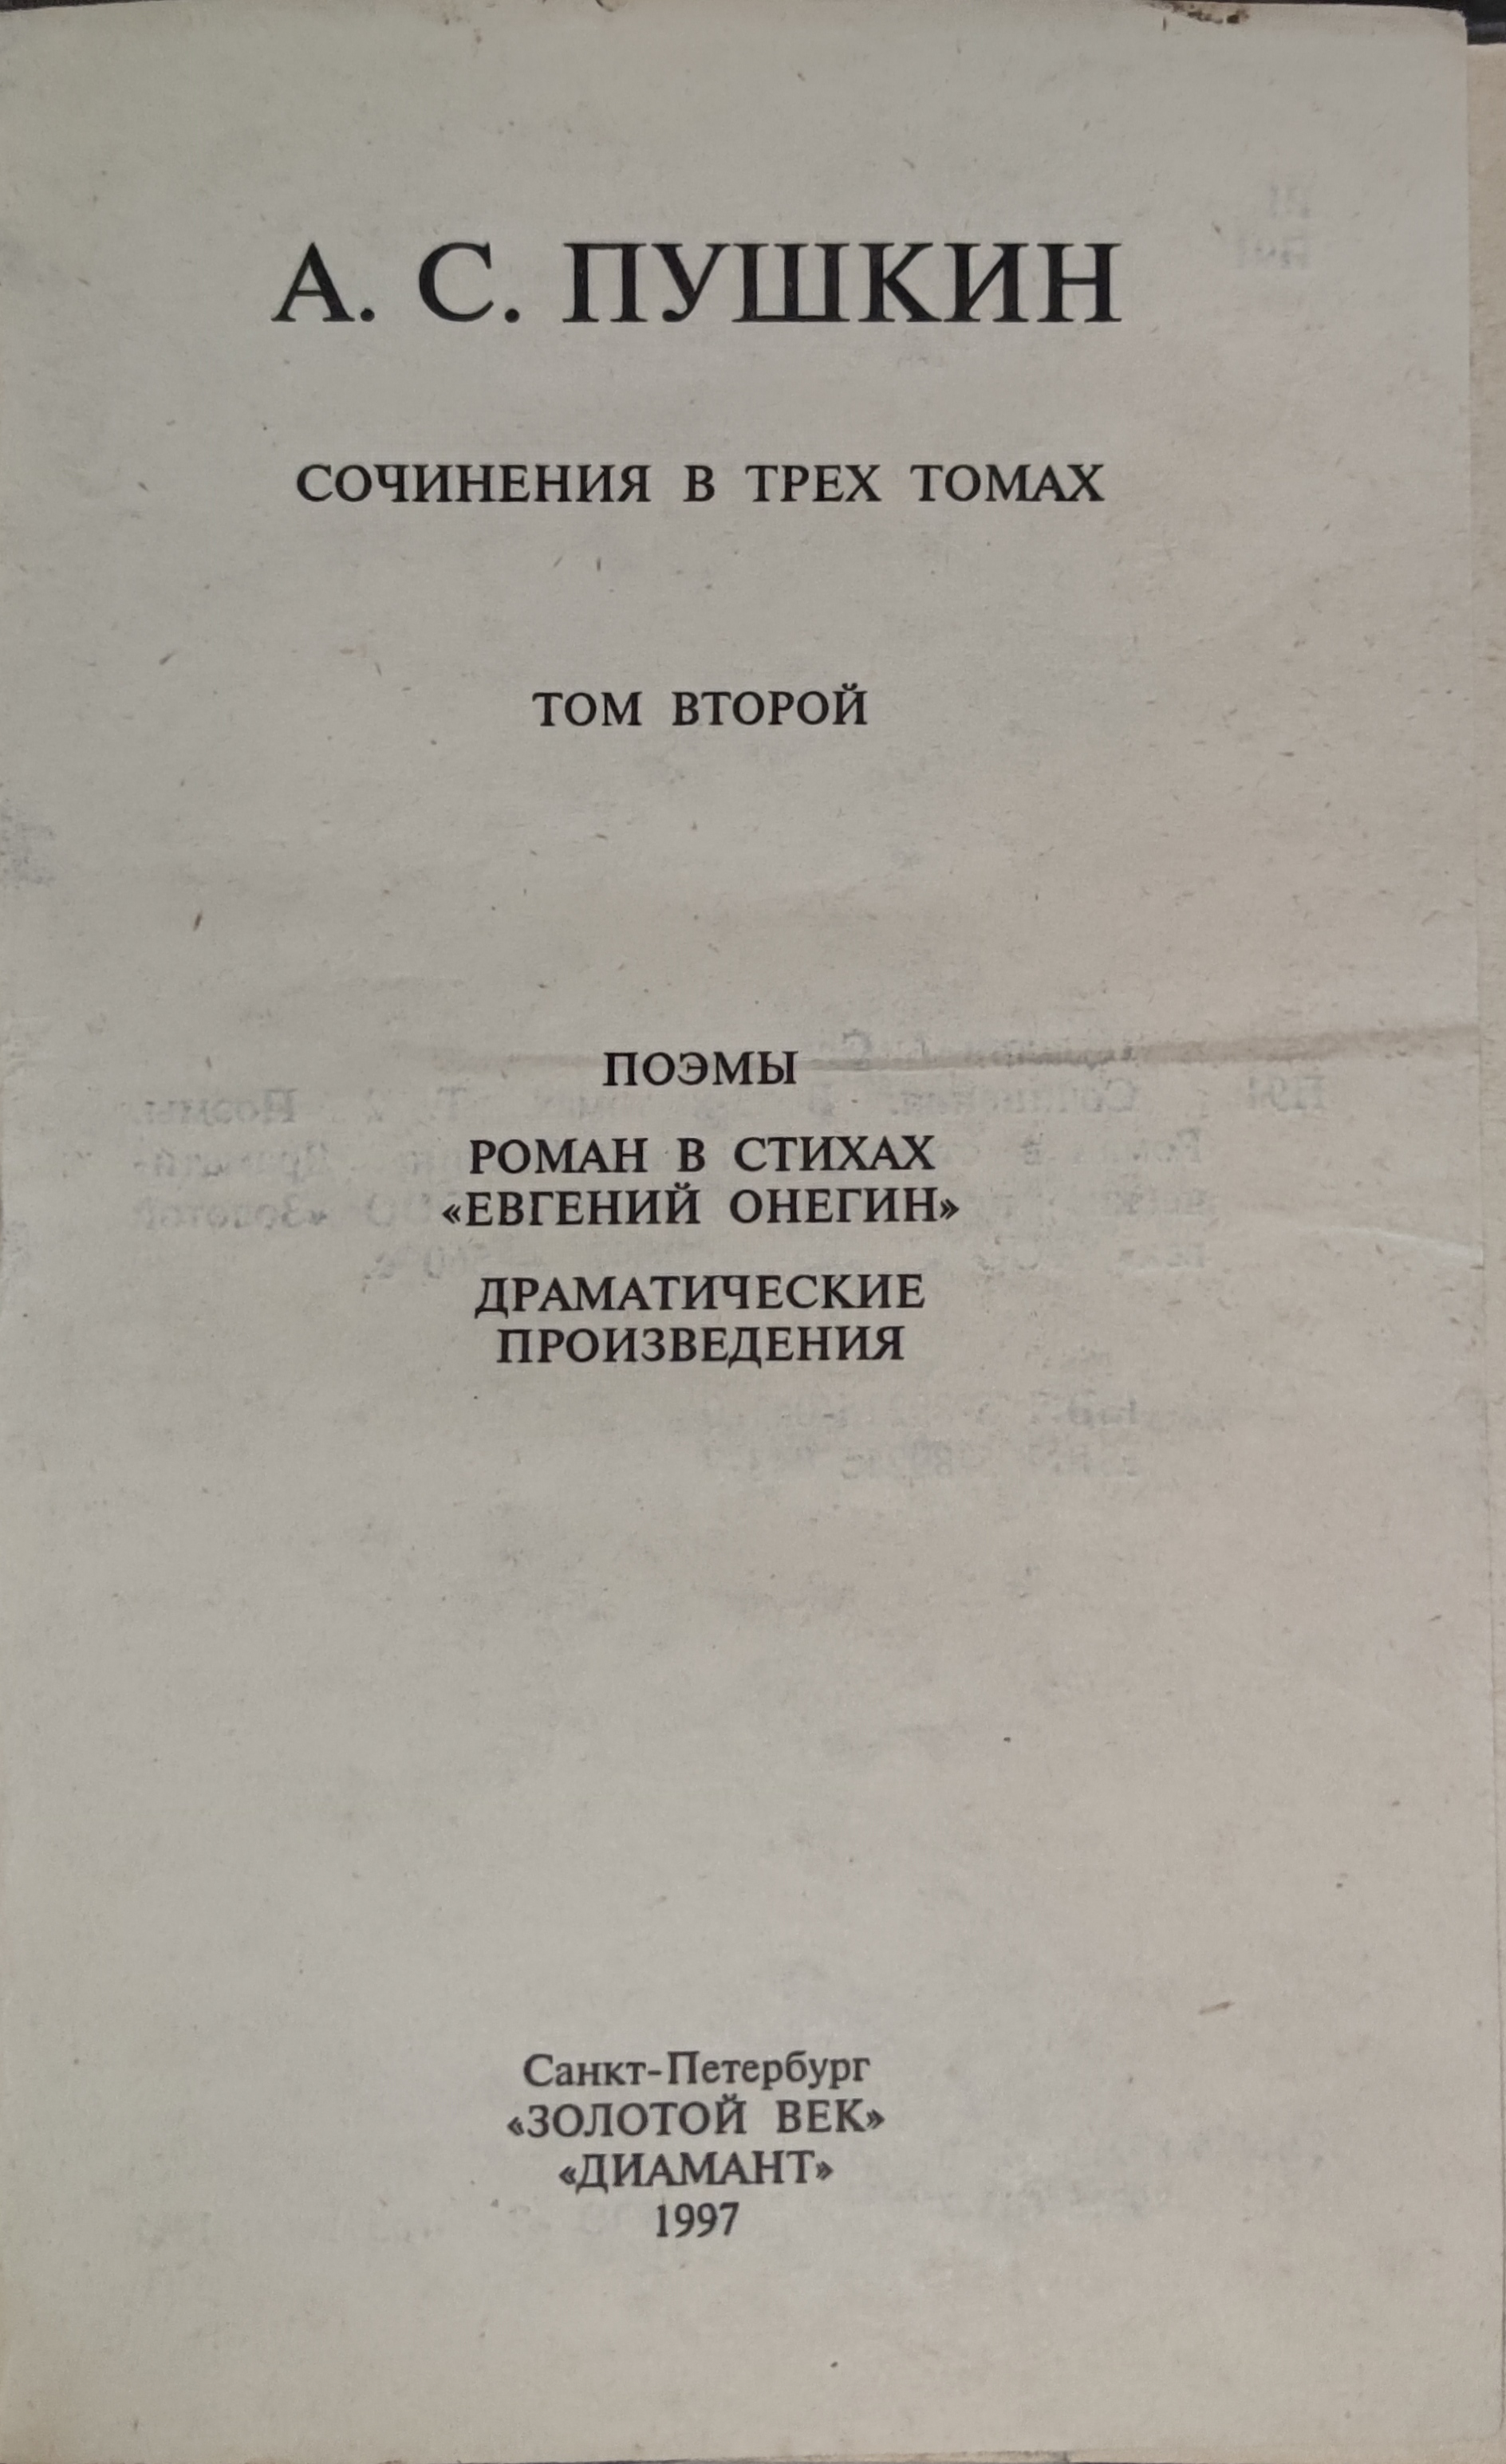 А. С. ПУШКИН
СОЧИНЕНИЯ В ТРЕХ ТОМАХ
ТОМ ВТОРОЙ
ПОЭМЫ
РОМАН В СТИХАХ
«ЕВГЕНИЙ ОНЕГИН»
ДРАМАТИЧЕСКИЕ
ПРОИЗВЕДЕНИЯ
Санкт-Петербург
«ЗОЛОТОЙ ВЕК»
«ДИАМАНТ»
1997